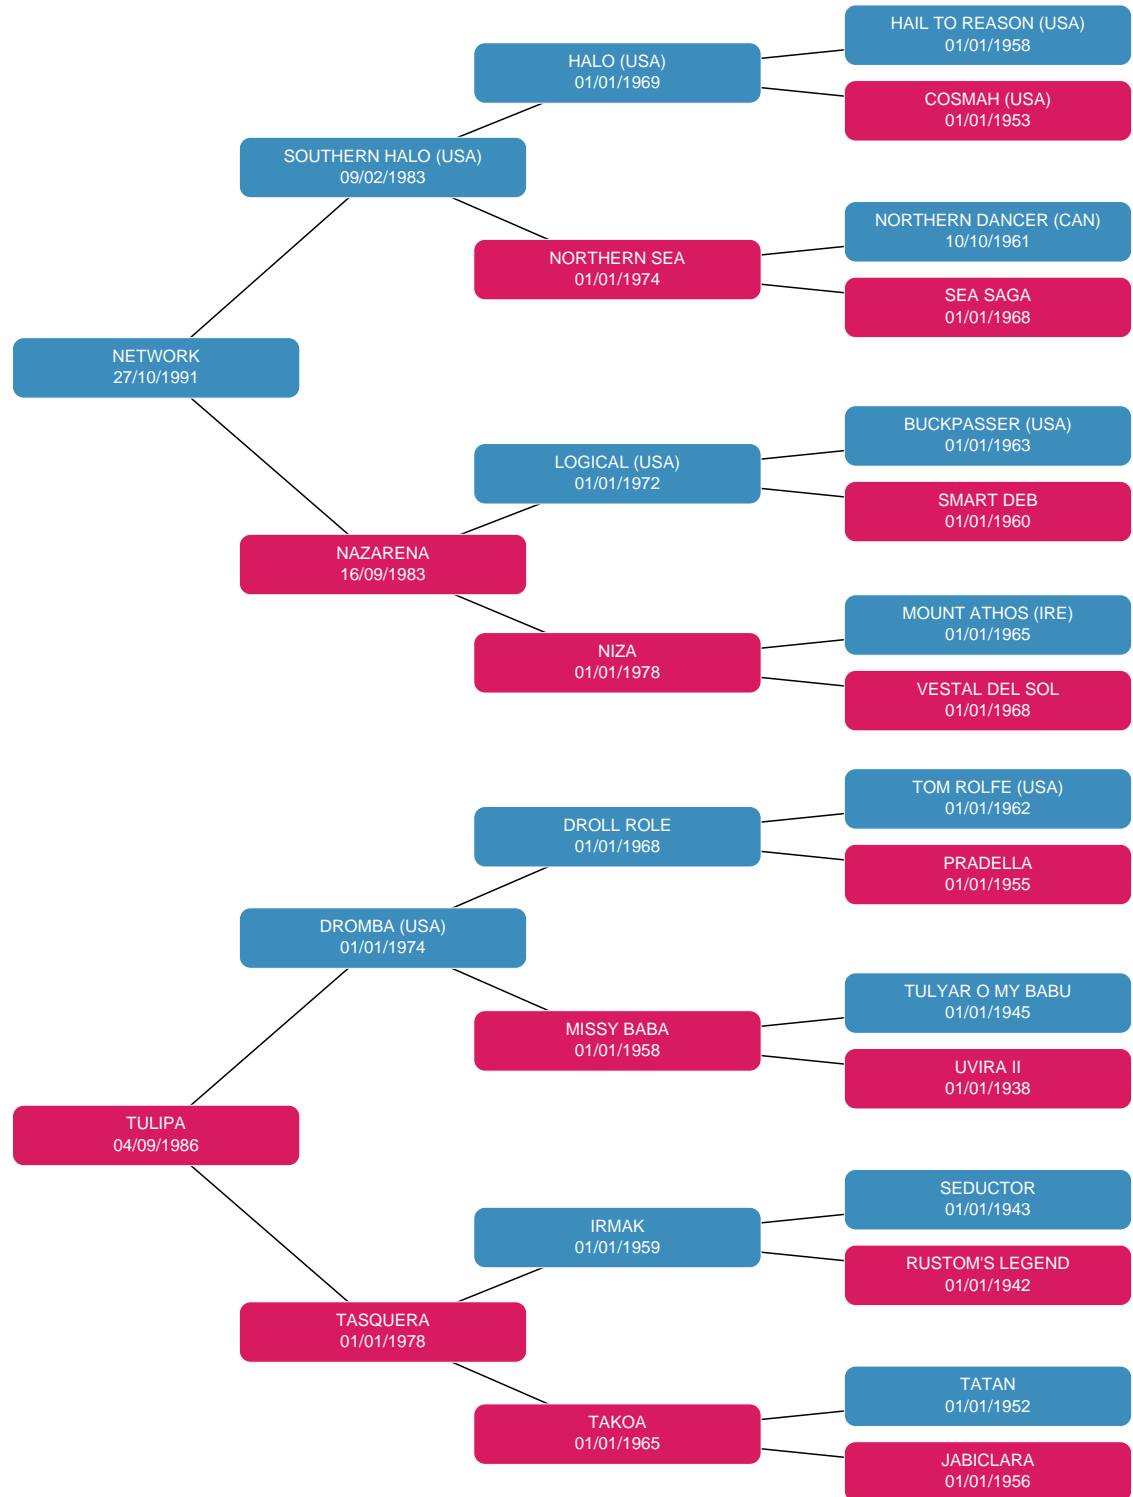 HAIL TO REASON (USA)
01/01/1958
HALO (USA)
01/01/1969
COSMAH (USA)
01/01/1953
SOUTHERN HALO (USA)
09/02/1983
NORTHERN DANCER (CAN)
10/10/1961
NORTHERN SEA
01/01/1974
SEA SAGA
01/01/1968
NETWORK
27/10/1991
BUCKPASSER (USA)
01/01/1963
LOGICAL (USA)
01/01/1972
SMART DEB
01/01/1960
NAZARENA
16/09/1983
MOUNT ATHOS (IRE)
01/01/1965
NIZA
01/01/1978
VESTAL DEL SOL
01/01/1968
TOM ROLFE (USA)
01/01/1962
DROLL ROLE
01/01/1968
PRADELLA
01/01/1955
DROMBA (USA)
01/01/1974
TULYAR O MY BABU
01/01/1945
MISSY BABA
01/01/1958
UVIRA II
01/01/1938
TULIPA
04/09/1986
SEDUCTOR
01/01/1943
IRMAK
01/01/1959
RUSTOM'S LEGEND
01/01/1942
TASQUERA
01/01/1978
TATAN
01/01/1952
TAKOA
01/01/1965
JABICLARA
01/01/1956